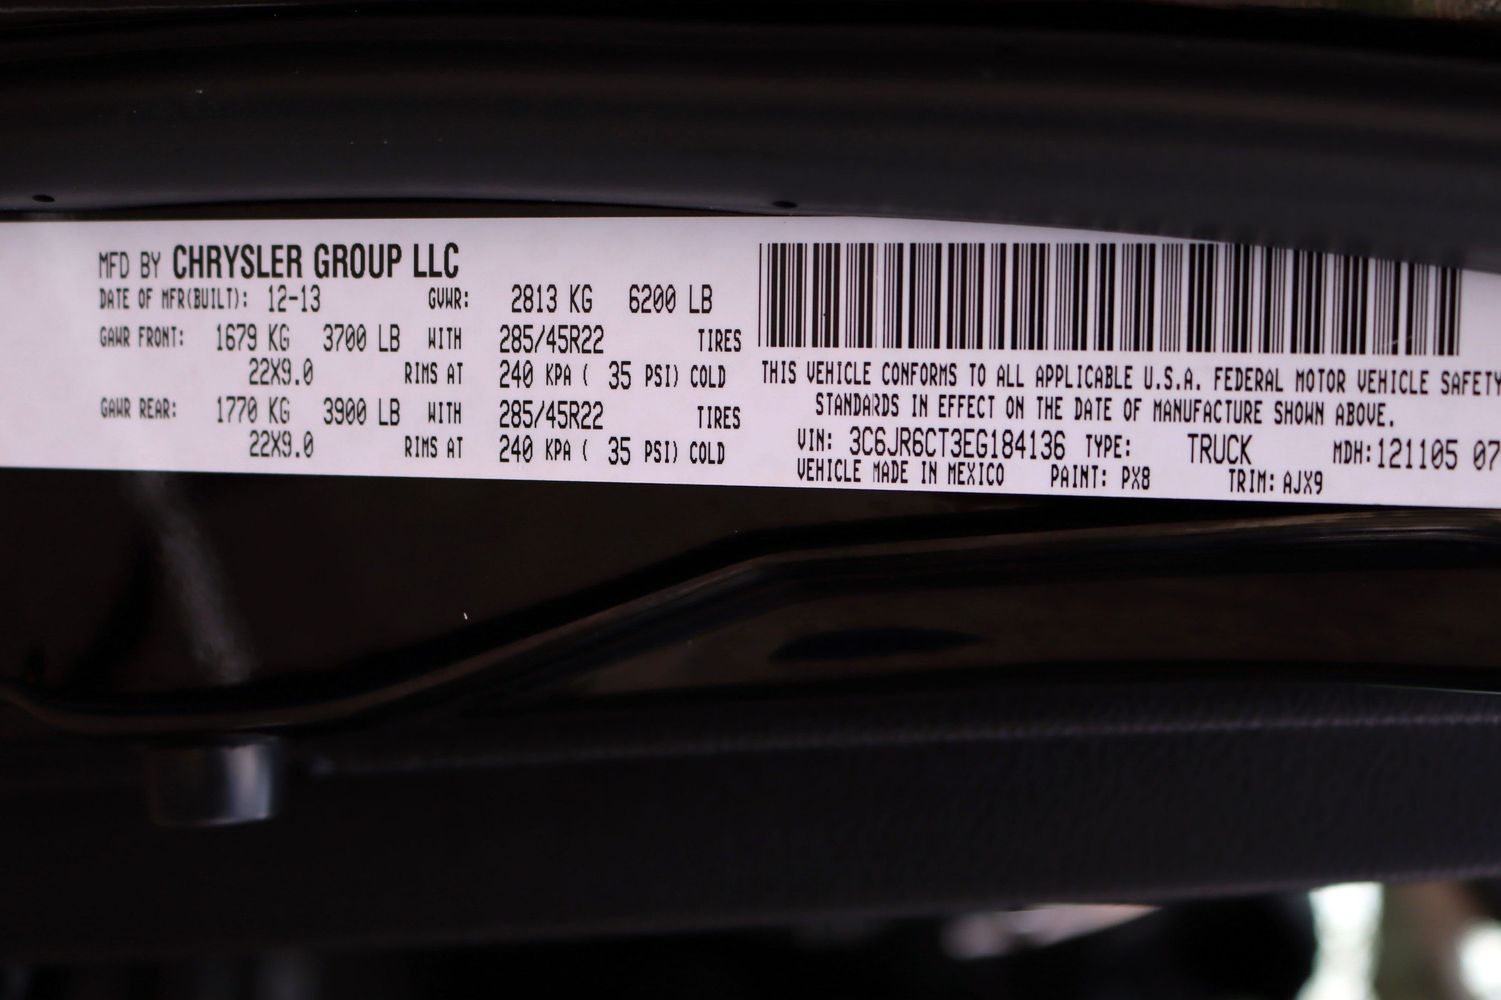 MFD BY CHRYSLER GROUP LLC
DATE OF MFR(BUILT): 12-13 GVWR: 2813 KG 6200 LB
GAWR FRONT: 1679 KG 3700 LB WITH 285/45R22 TIRES
22X9.0 RIMS AT 240 KPA ( 35 PSI) COLD
GAWR REAR: 1770 KG 3900 LB WITH 285/45R22 TIRES
22X9.0 RIMS AT 240 KPA ( 35 PSI) COLD
THIS VEHICLE CONFORMS TO ALL APPLICABLE U.S.A. FEDERAL MOTOR VEHICLE SAFETY
STANDARDS IN EFFECT ON THE DATE OF MANUFACTURE SHOWN ABOVE.
VIN: 3C6JR6CT3EG184136 TYPE: TRUCK MDH:121105 07
VEHICLE MADE IN MEXICO PAINT: PX8 TRIM: AJX9